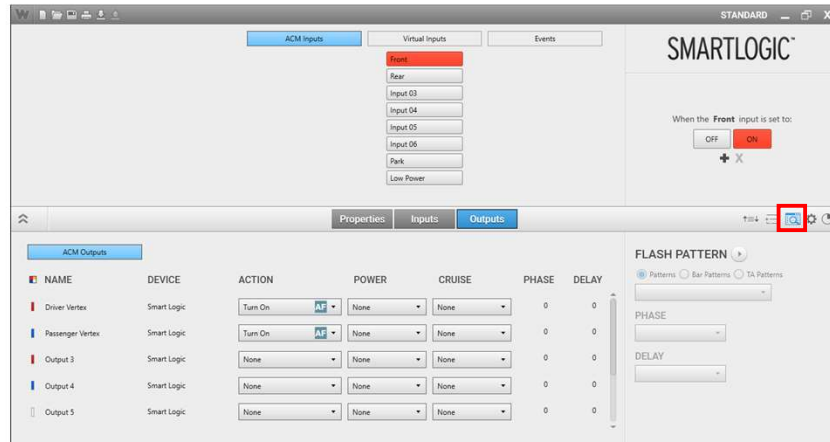 W STANDARD
ACM Inputs Virtual Inputs Events
SMARTLOGIC™
Front
Rear
Input 03
Input 04
Input 05
Input 06
Park
Low Power
When the Front input is set to:
OFF ON
+ X
Properties Inputs Outputs
ACM Outputs
FLASH PATTERN
Patterns Bar Patterns TA Patterns
NAME DEVICE ACTION POWER CRUISE PHASE DELAY
Driver Vertex Smart Logic Turn On AF None None 0 0
PHASE
Passenger Vertex Smart Logic Turn On AF None None 0 0
DELAY
Output 3 Smart Logic None None None 0 0
Output 4 Smart Logic None None None 0 0
Output 5 Smart Logic None None None 0 0